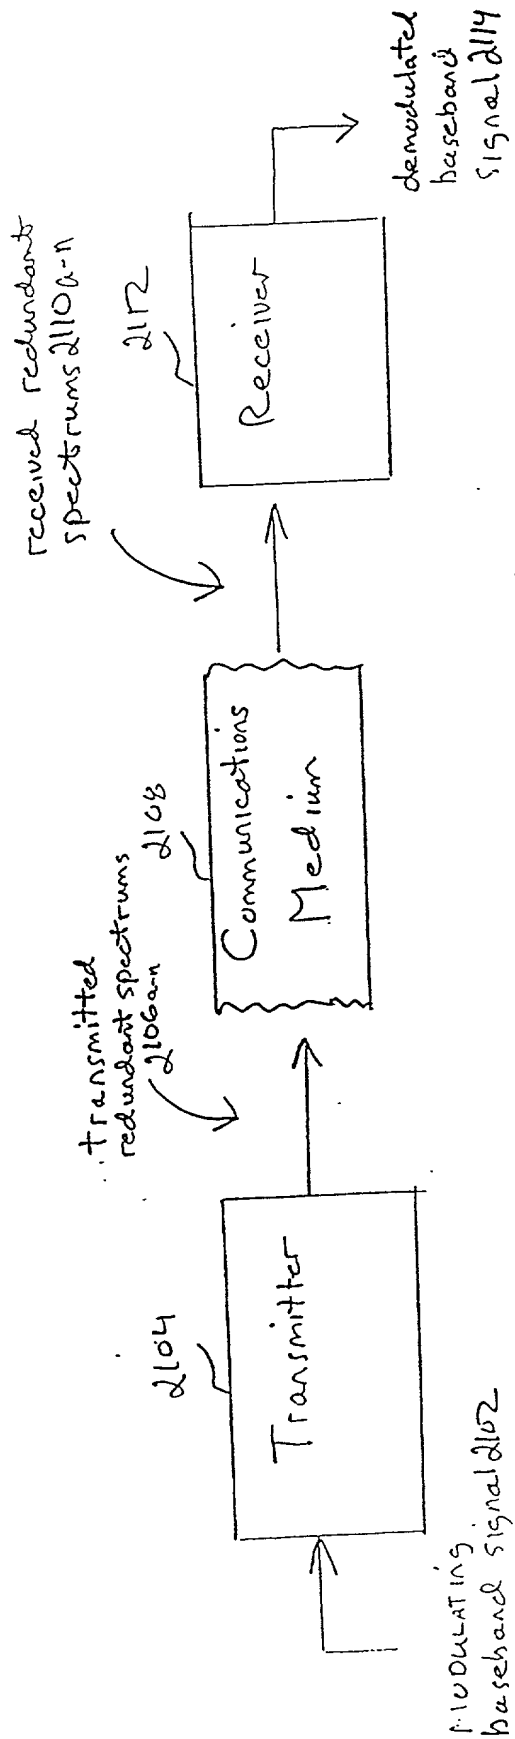 MODULATING
baseband signal 2102
2104
Transmitter
transmitted
redundant spectrums
2106a-n
2108
Communications
Medium
received redundant
spectrums 2110a-n
2112
Receiver
demodulated
baseband
signal 2114